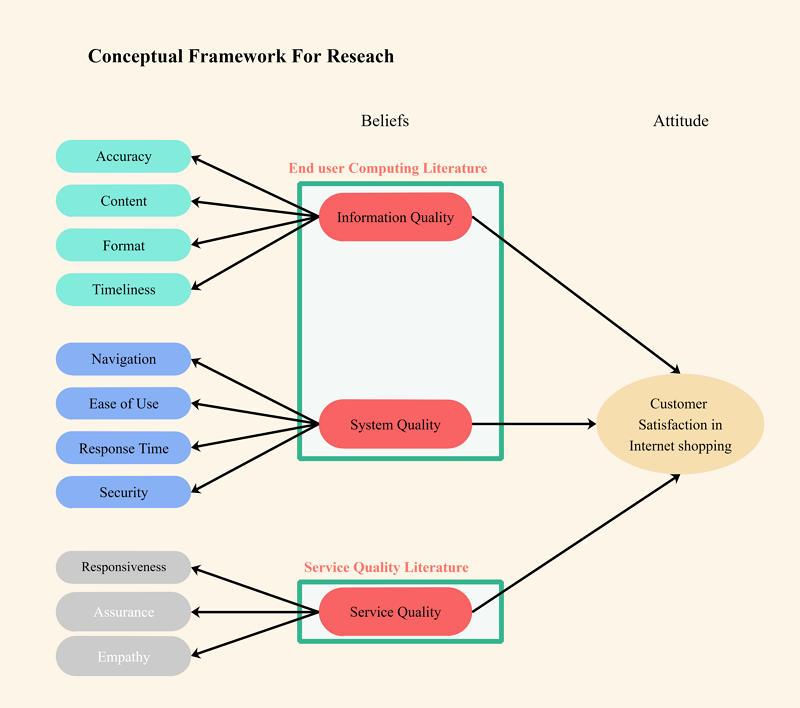 Conceptual Framework For Reseach
Beliefs
Attitude
End user Computing Literature
Accuracy
Content
Format
Timeliness
Information Quality
Navigation
Ease of Use
Response Time
Security
System Quality
Customer
Satisfaction in
Internet shopping
Service Quality Literature
Responsiveness
Assurance
Empathy
Service Quality